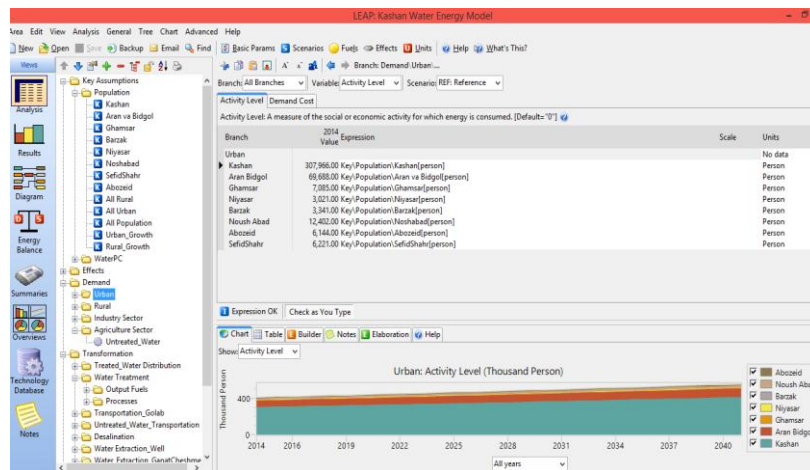 LEAP: Kashan Water Energy Model
Area Edit View Analysis General Tree Chart Advanced Help
New Open Save Backup Email Find Basic Params Scenarios Fuels Effects Units Help What's This?
Views
Analysis
Results
Diagram
Energy Balance
Summaries
Overviews
Technology Database
Notes
Key Assumptions
Population
Kashan
Aran va Bidgol
Ghamsar
Barzak
Niyasar
Noshabad
SefidShahr
Abozeid
All Rural
All Urban
All Population
Urban_Growth
Rural_Growth
WaterPC
Effects
Demand
Urban
Rural
Industry Sector
Agriculture Sector
Untreated_Water
Transformation
Treated_Water Distribution
Water Treatment
Output Fuels
Processes
Transportation_Golab
Untreated_Water_Transportation
Desalination
Water Extraction_Well
Water Extraction_QanatCheshme
Branch: Demand\Urban\...
Branch: All Branches Variable: Activity Level Scenario: REF: Reference
Activity Level Demand Cost
Activity Level: A measure of the social or economic activity for which energy is consumed. [Default= "0"]
Branch 2014 Value Expression Scale Units
Urban No data
Kashan 307,966.00 Key\Population\Kashan[person] Person
Aran Bidgol 69,688.00 Key\Population\Aran va Bidgol[person] Person
Ghamsar 7,085.00 Key\Population\Ghamsar[person] Person
Niyasar 3,021.00 Key\Population\Niyasar[person] Person
Barzak 3,341.00 Key\Population\Barzak[person] Person
Noush Abad 12,402.00 Key\Population\Noshabad[person] Person
Abozeid 6,144.00 Key\Population\Abozeid[person] Person
SefidShahr 6,221.00 Key\Population\SefidShahr[person] Person
Expression OK Check as You Type
Chart Table Builder Notes Elaboration Help
Show: Activity Level
Urban: Activity Level (Thousand Person)
Thousand Person
400
0
2014 2016 2019 2022 2025 2028 2031 2034 2037 2040
All years
Abozeid
Noush Aba
Barzak
Niyasar
Ghamsar
Aran Bidgo
Kashan